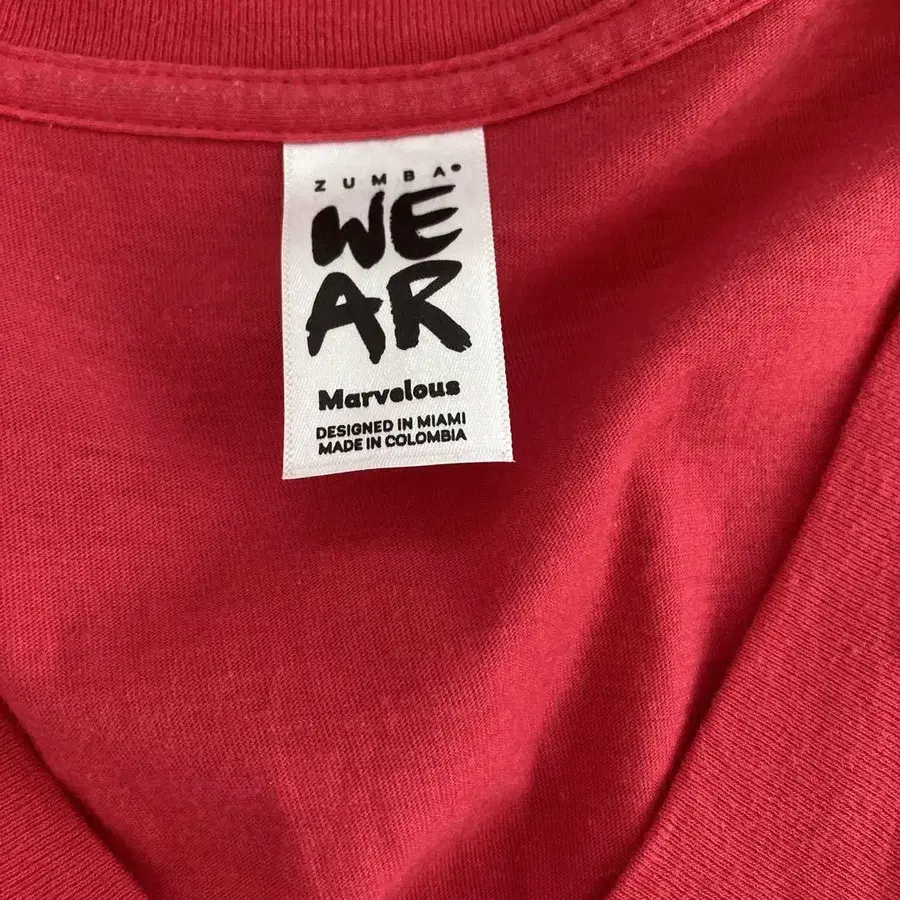 ZUMBA®
WE
AR
Marvelous
DESIGNED IN MIAMI
MADE IN COLOMBIA